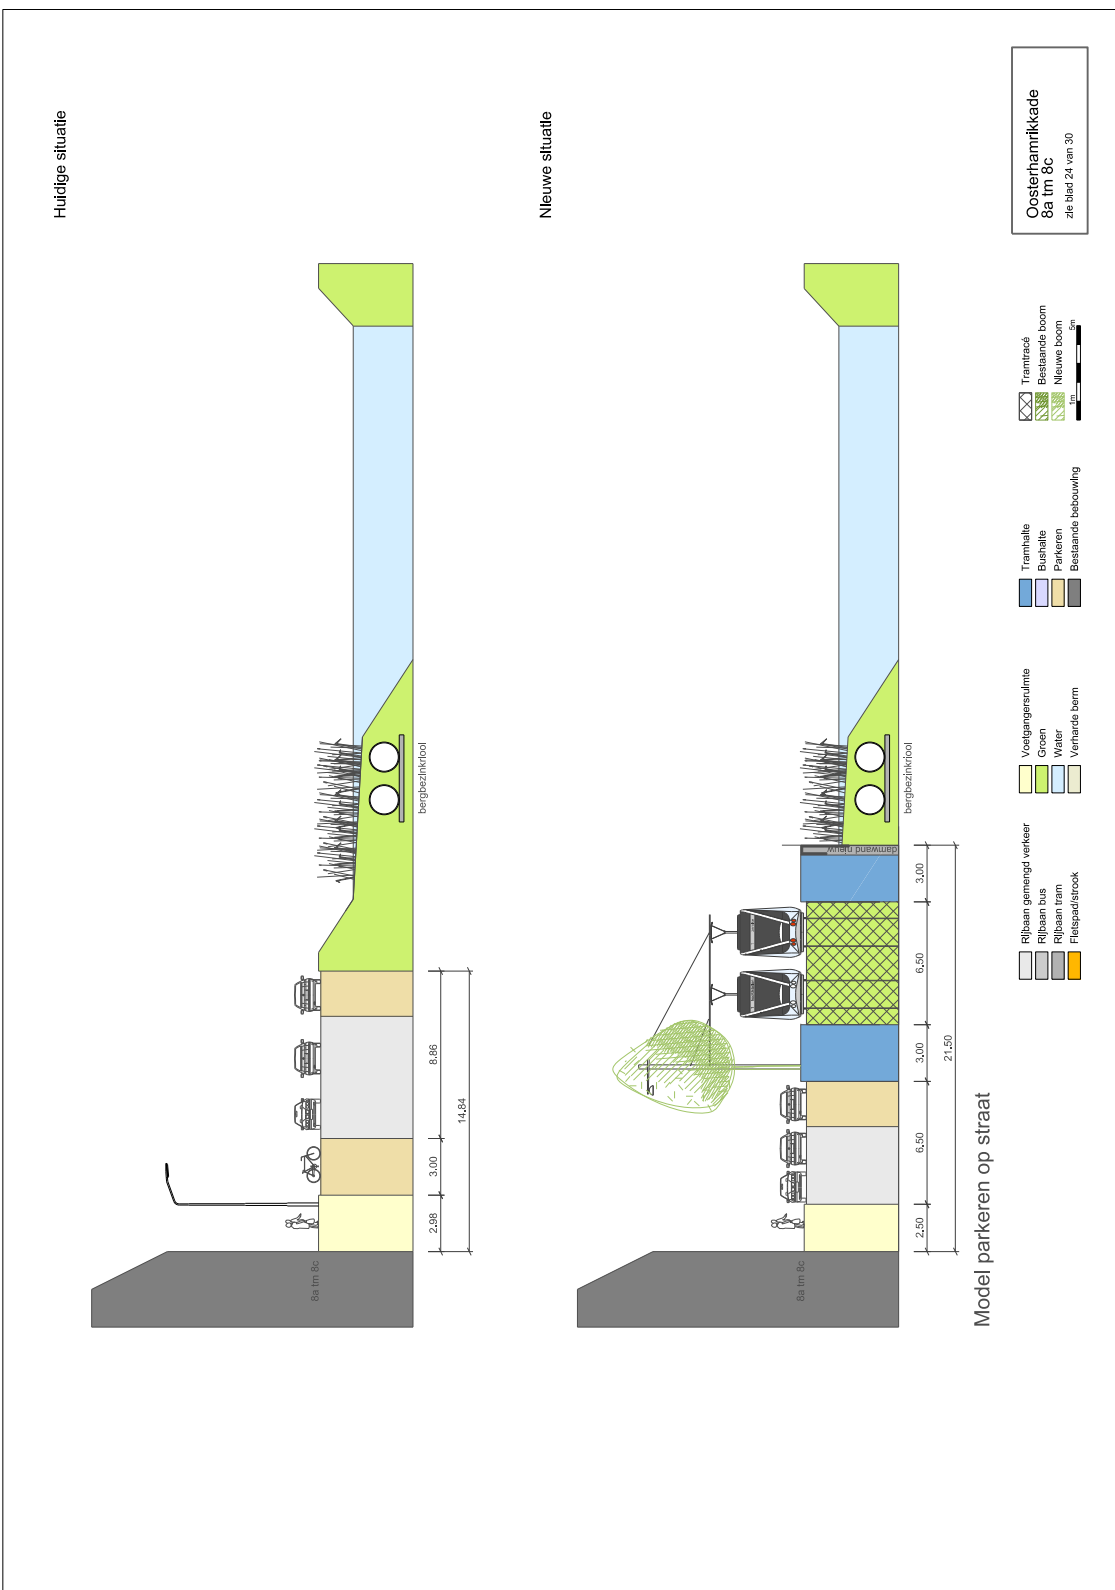 Huidige situatie
8a tm 8c
2.98
3.00
8.86
14.84
bergbezinkriool
Nieuwe situatie
8a tm 8c
2.50
6.50
3.00
6.50
3.00
21.50
damwand nieuw
bergbezinkriool
Model parkeren op straat
Rijbaan gemengd verkeer
Rijbaan bus
Rijbaan tram
Fietspad/strook
Voetgangersruimte
Groen
Water
Verharde berm
Tramhalte
Bushalte
Parkeren
Bestaande bebouwing
Tramtracé
Bestaande boom
Nieuwe boom
1m
5m
Oosterhamrikkade
8a tm 8c
zie blad 24 van 30